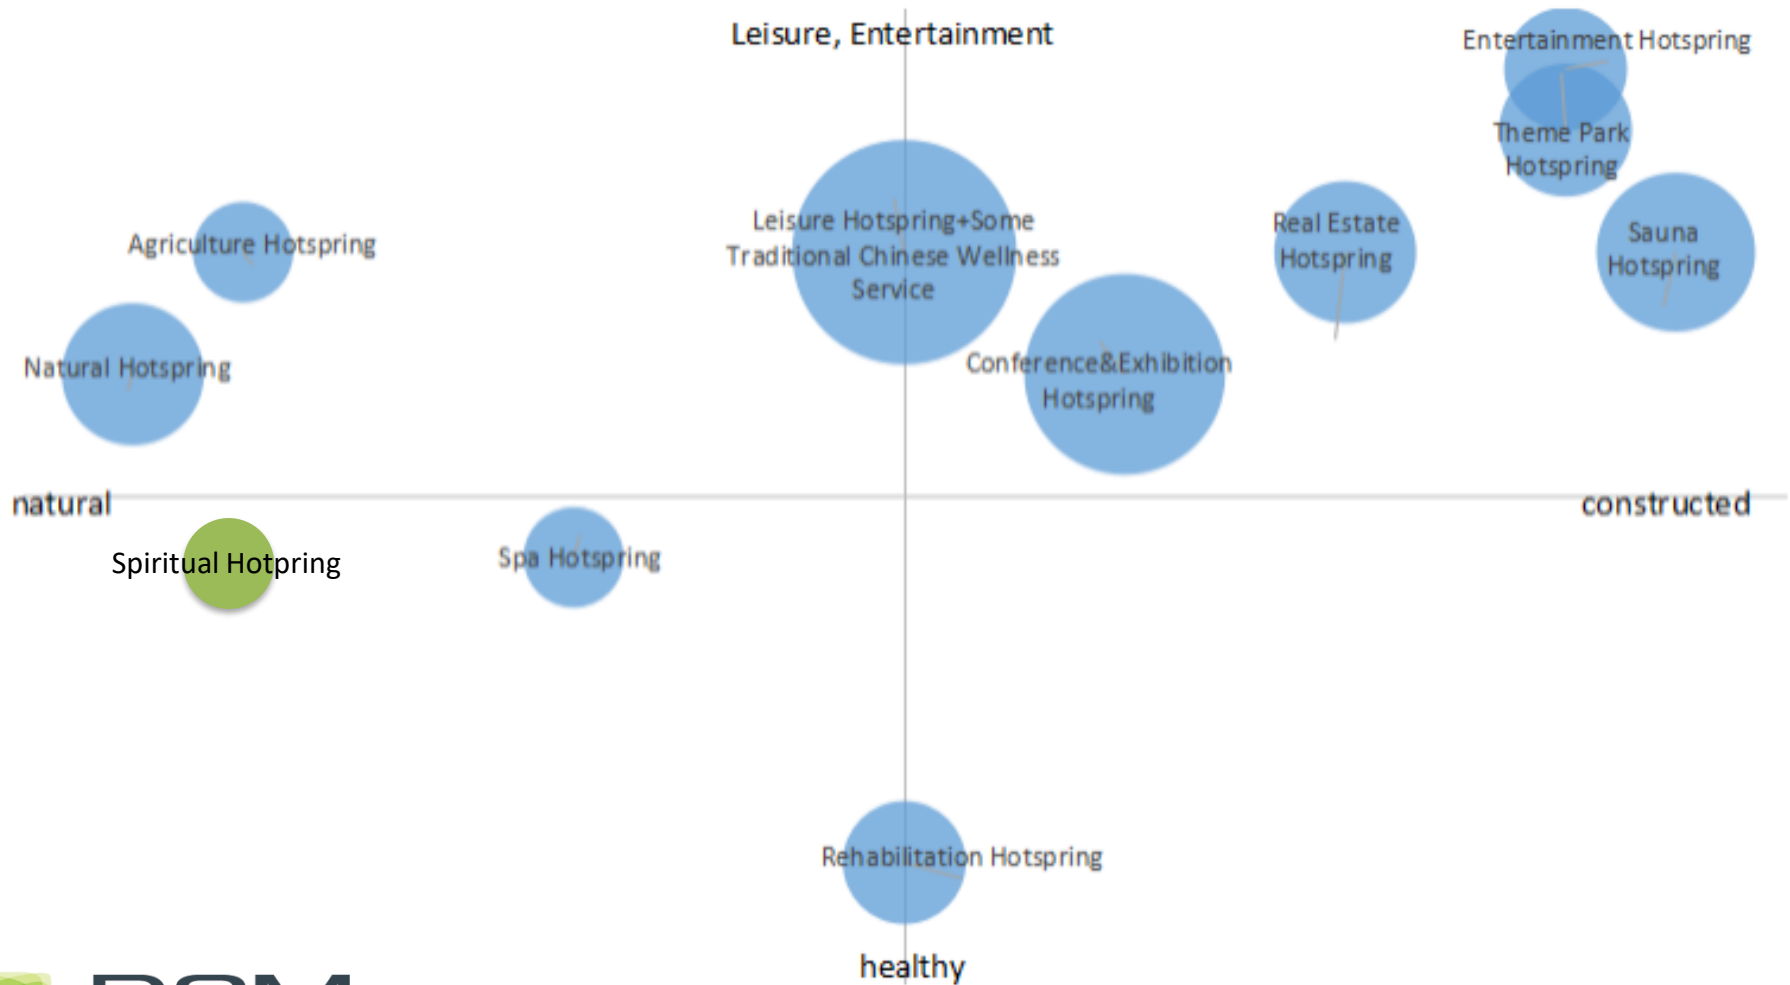 Leisure, Entertainment
Entertainment Hotspring
Theme Park
Hotspring
Agriculture Hotspring
Leisure Hotspring+Some
Traditional Chinese Wellness
Service
Real Estate
Hotspring
Sauna
Hotspring
Natural Hotspring
Conference&Exhibition
Hotspring
natural
constructed
Spiritual Hotpring
Spa Hotspring
Rehabilitation Hotspring
healthy